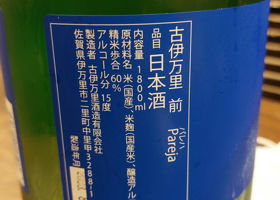 古伊万里 前
パレハ
Pareja
品目 日本酒
内容量 1800ml
原材料名 米(国産)、米麹(国産米)、醸造アル
精米歩合 60%
アルコール分 15度
製造者 古伊万里酒造有限会社
佐賀県伊万里市二里町中里甲3288-1